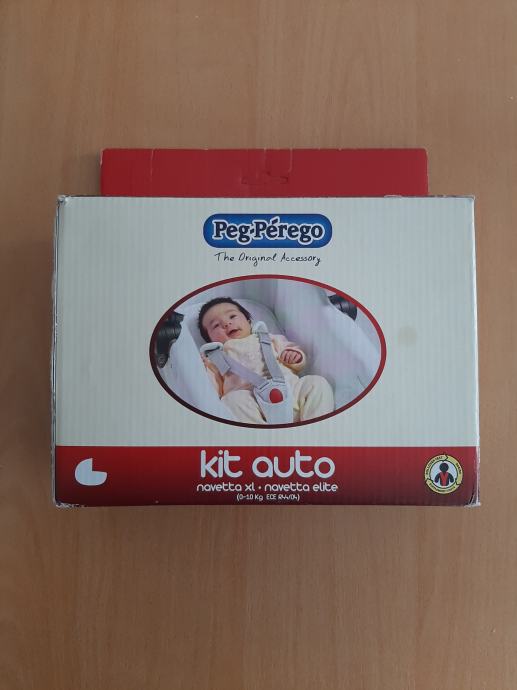 Peg-Pérego
The Original Accessory
kit auto
navetta xl • navetta elite
(0-10 Kg ECE R44/04)